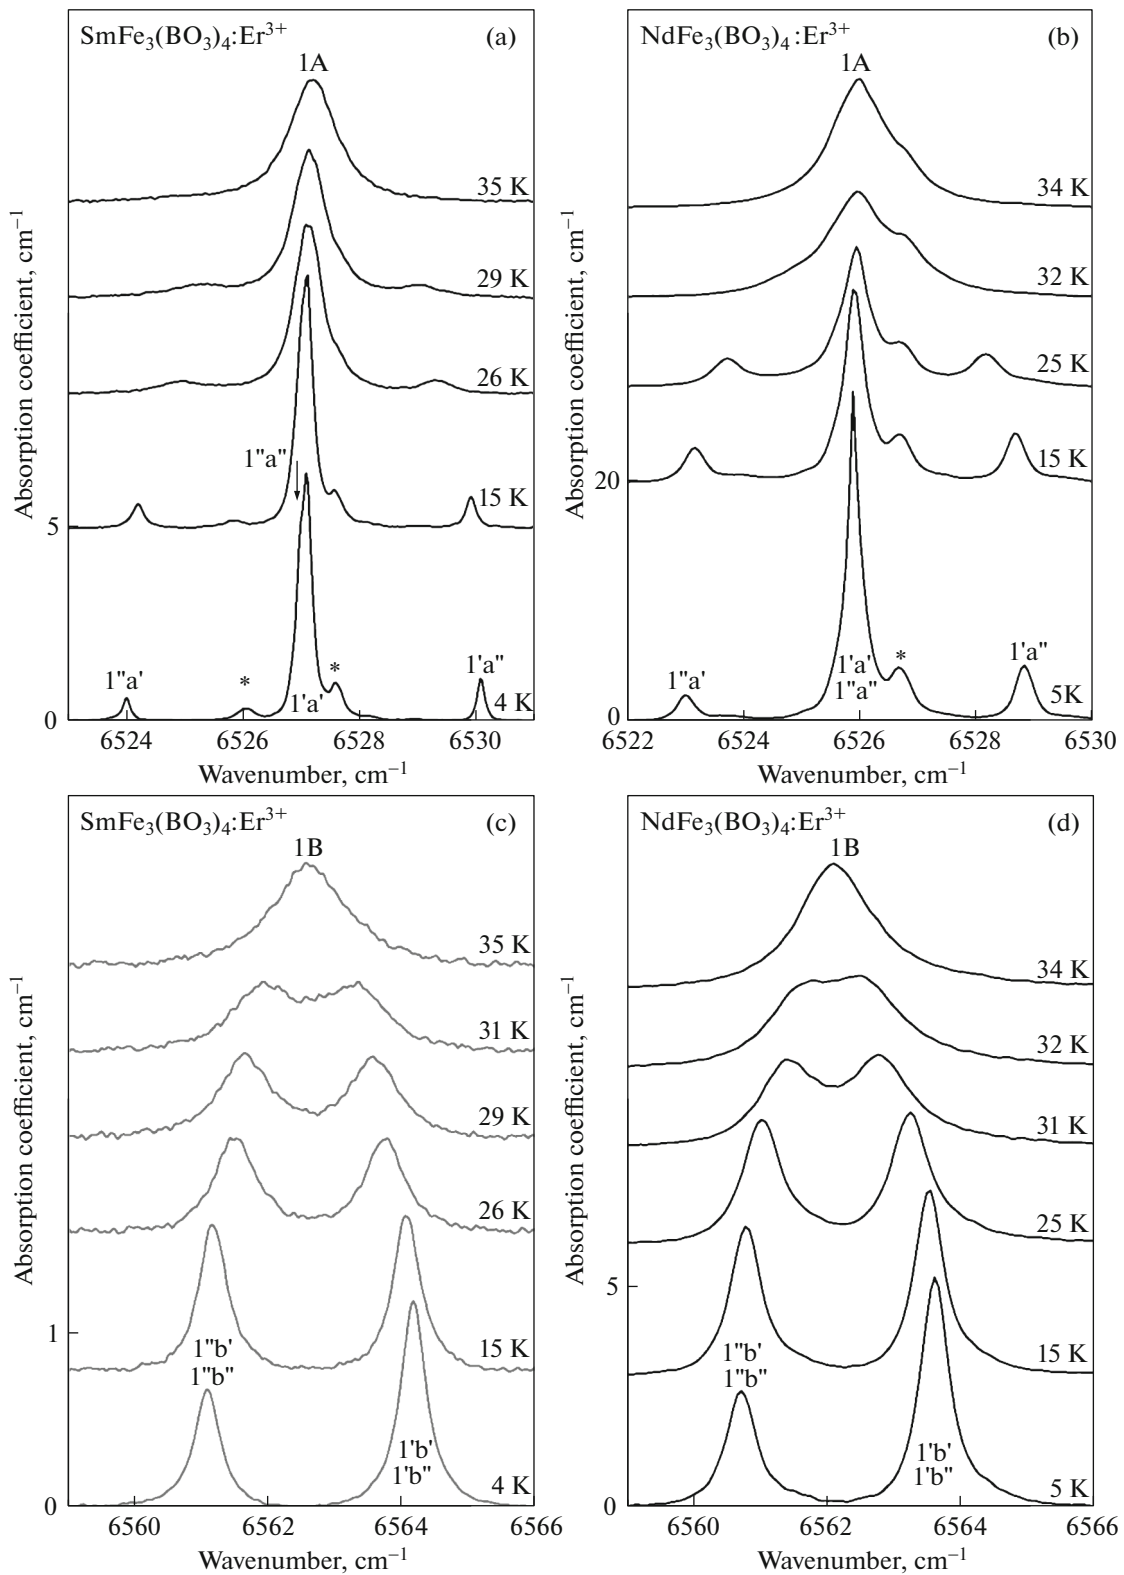 SmFe₃(BO₃)₄:Er³⁺ (a)
1A
35 K
29 K
26 K
1"a"
15 K
5
1"a'
*
*
1'a'
1'a"
4 K
0
6524 6526 6528 6530
Wavenumber, cm⁻¹
Absorption coefficient, cm⁻¹
NdFe₃(BO₃)₄:Er³⁺ (b)
1A
34 K
32 K
25 K
15 K
20
1"a'
1'a'
1"a"
*
1'a"
5K
0
6522 6524 6526 6528 6530
Wavenumber, cm⁻¹
Absorption coefficient, cm⁻¹
SmFe₃(BO₃)₄:Er³⁺ (c)
1B
35 K
31 K
29 K
26 K
15 K
1
1"b'
1"b"
1'b'
1'b"
4 K
0
6560 6562 6564 6566
Wavenumber, cm⁻¹
Absorption coefficient, cm⁻¹
NdFe₃(BO₃)₄:Er³⁺ (d)
1B
34 K
32 K
31 K
25 K
5
15 K
1"b'
1"b"
1'b'
1'b"
5 K
0
6560 6562 6564 6566
Wavenumber, cm⁻¹
Absorption coefficient, cm⁻¹